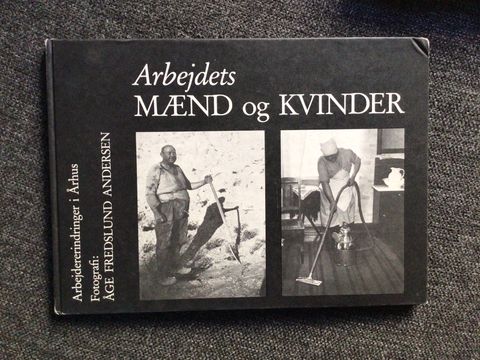 Arbejdets
MÆND og KVINDER
Arbejdererindringer i Århus
Fotografi:
ÅGE FREDSLUND ANDERSEN